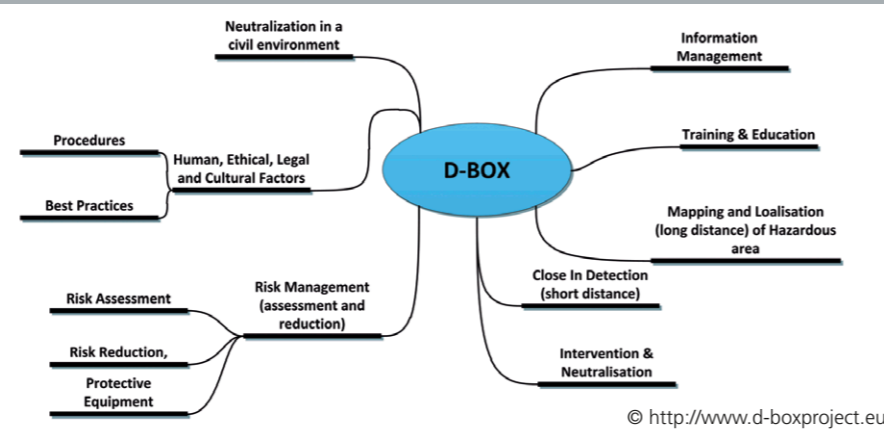 Neutralization in a
civil environment
Information
Management
Procedures
Human, Ethical, Legal
and Cultural Factors
Best Practices
D-BOX
Training & Education
Mapping and Loalisation
(long distance) of Hazardous
area
Close In Detection
(short distance)
Risk Management
(assessment and
reduction)
Risk Assessment
Risk Reduction,
Protective
Equipment
Intervention &
Neutralisation
© http://www.d-boxproject.eu